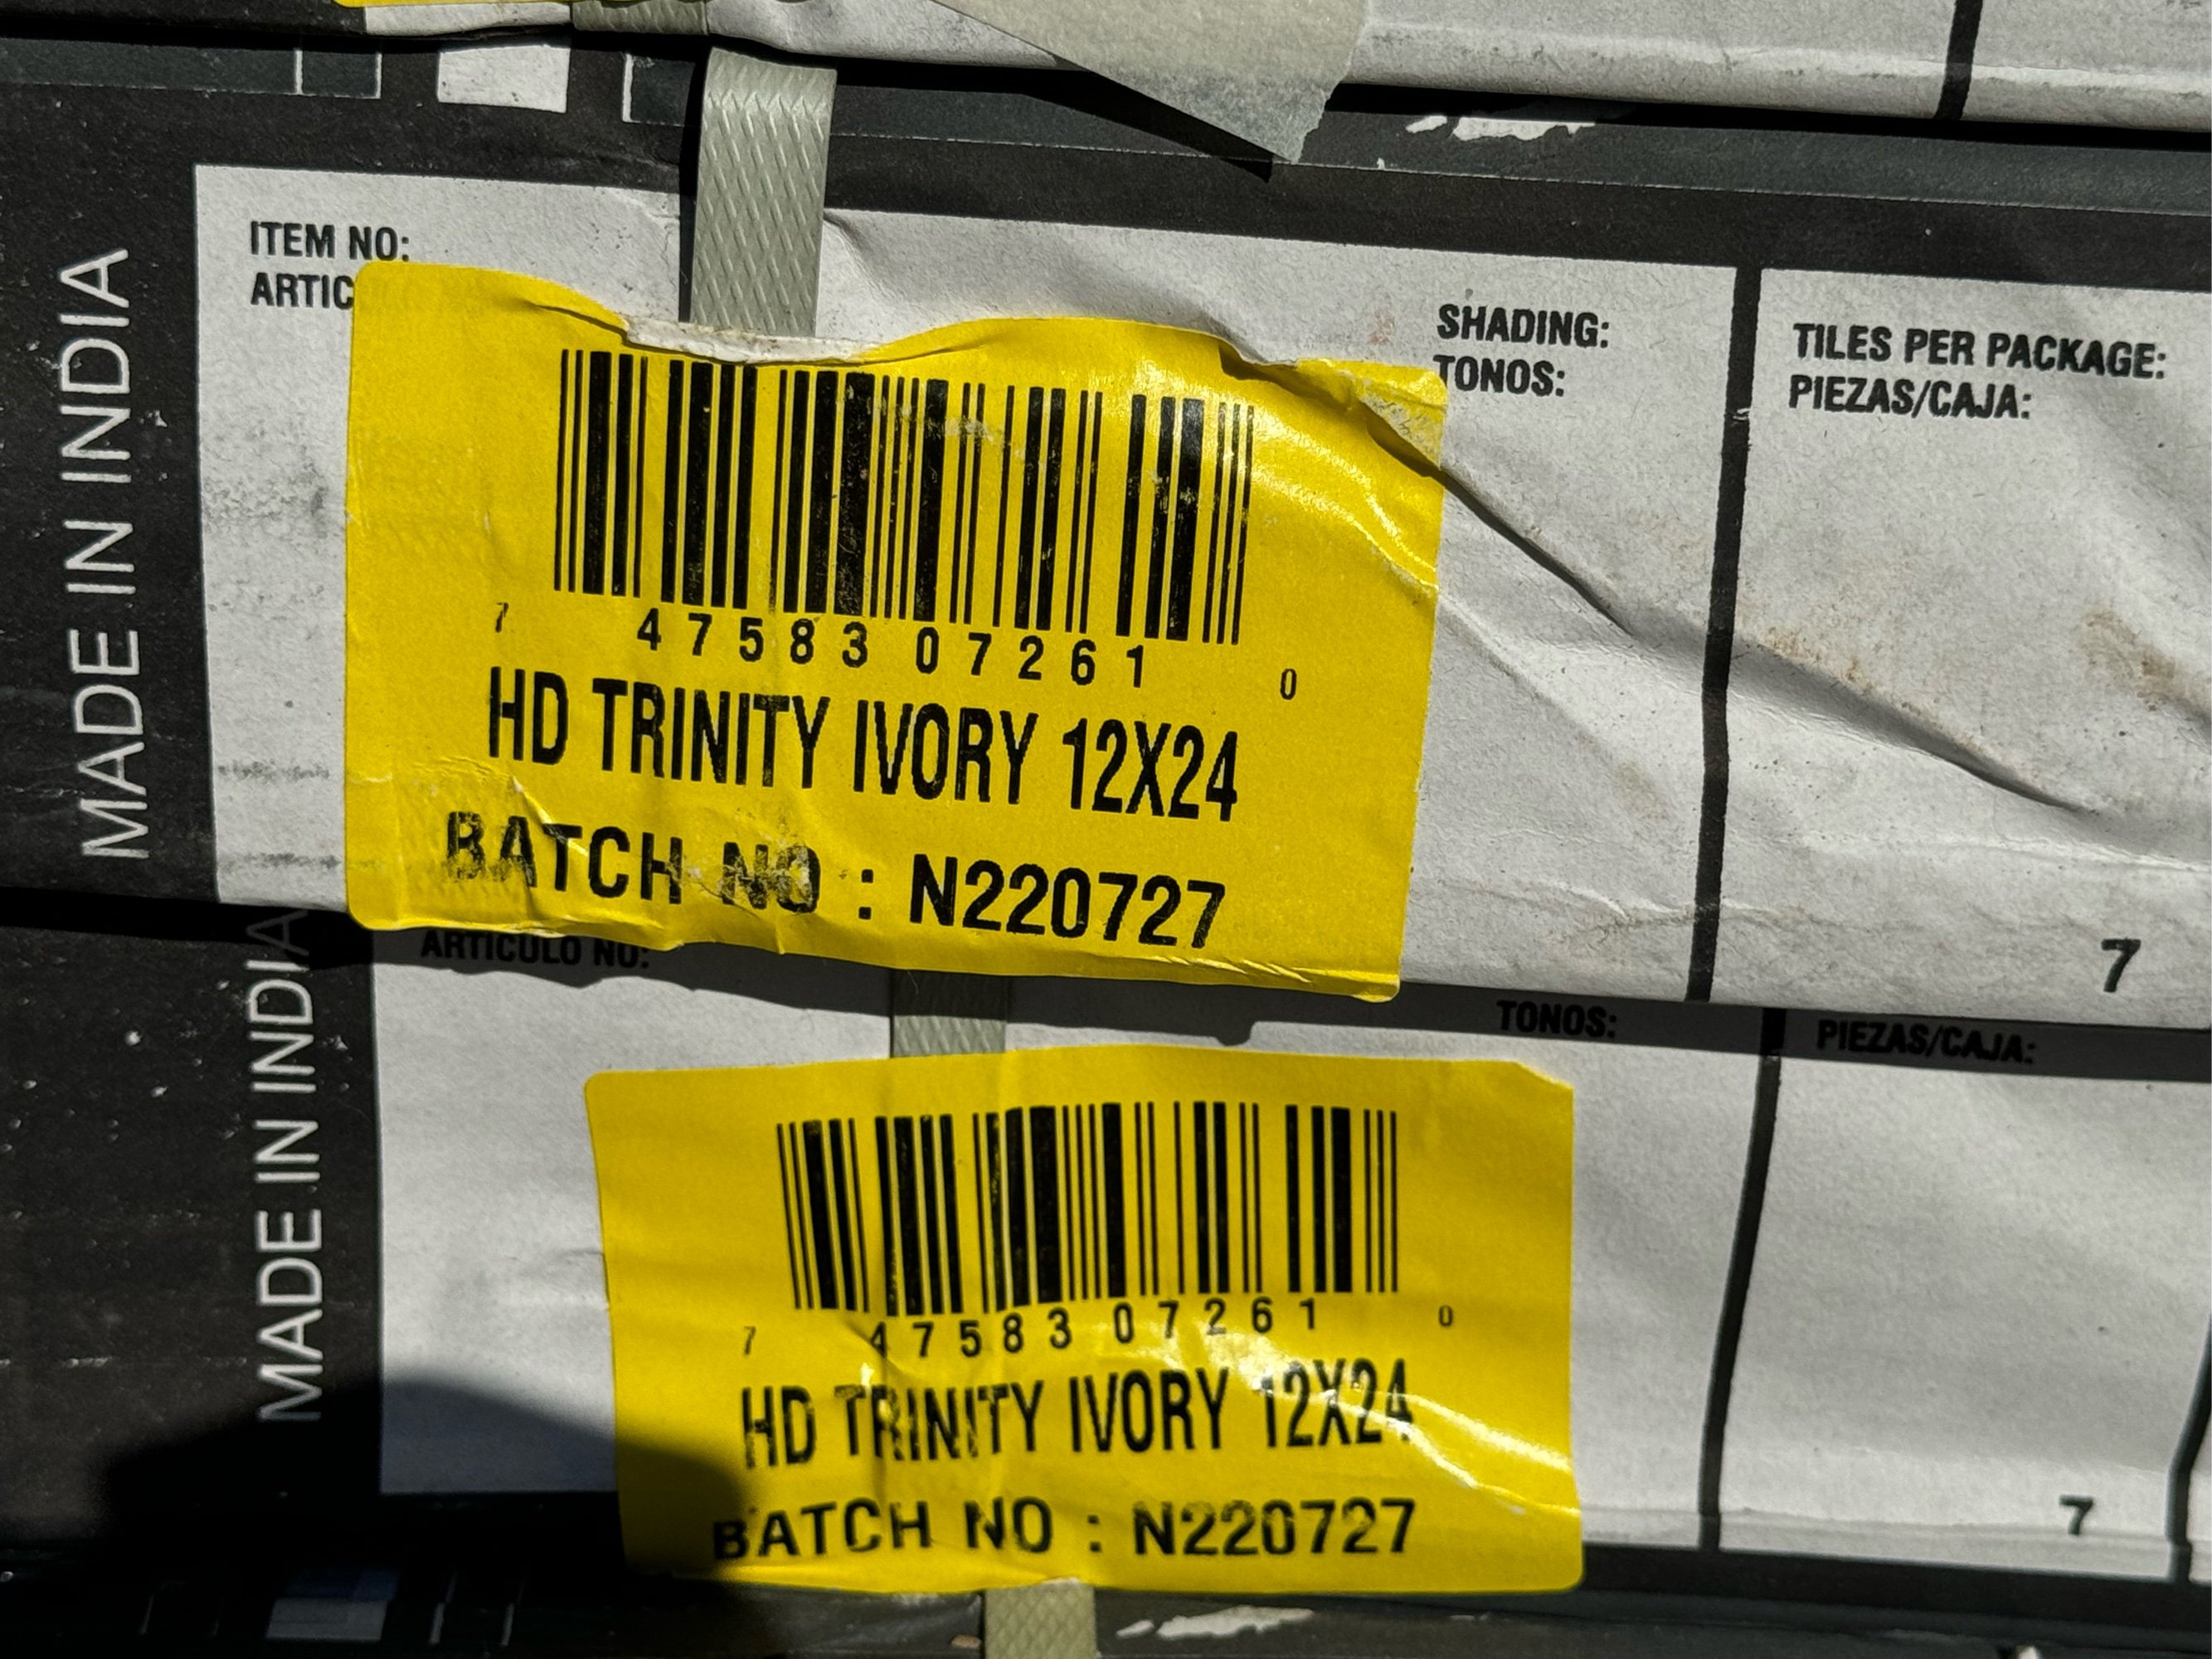 MADE IN INDIA
ITEM NO:
ARTIC
SHADING:
TONOS:
TILES PER PACKAGE:
PIEZAS/CAJA:
7
7 47583 07261 0
HD TRINITY IVORY 12X24
BATCH NO : N220727
MADE IN INDIA
ARTICULO NO:
TONOS:
PIEZAS/CAJA:
7
7 47583 07261 0
HD TRINITY IVORY 12X24
BATCH NO : N220727